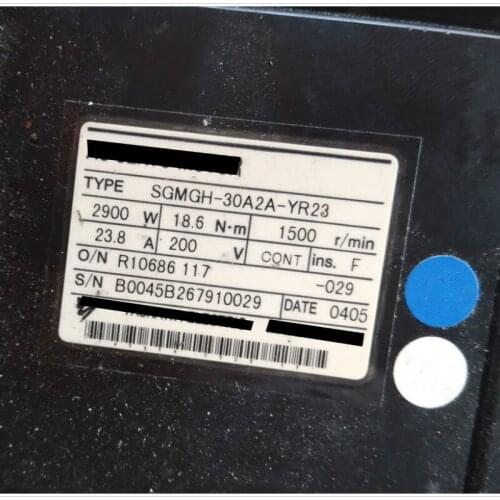 TYPE SGMGH-30A2A-YR23
2900 W 18.6 N·m 1500 r/min
23.8 A 200 V CONT. ins. F
O/N R10686 117 -029
S/N B0045B267910029 DATE 0405